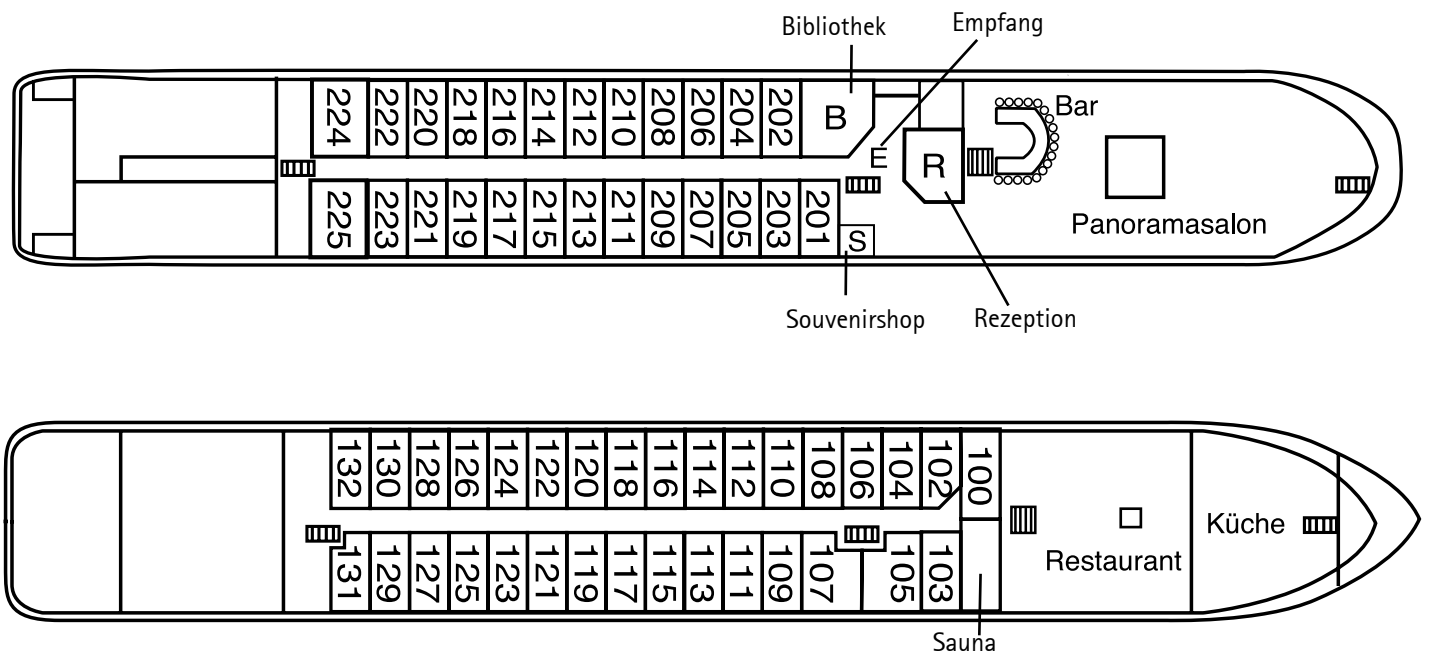 Bibliothek
Empfang
224 222 220 218 216 214 212 210 208 206 204 202 B
Bar
E R
225 223 221 219 217 215 213 211 209 207 205 203 201 S
Panoramasalon
Souvenirshop
Rezeption
132 130 128 126 124 122 120 118 116 114 112 110 108 106 104 102 100
Küche
Restaurant
131 129 127 125 123 121 119 117 115 113 111 109 107 105 103
Sauna